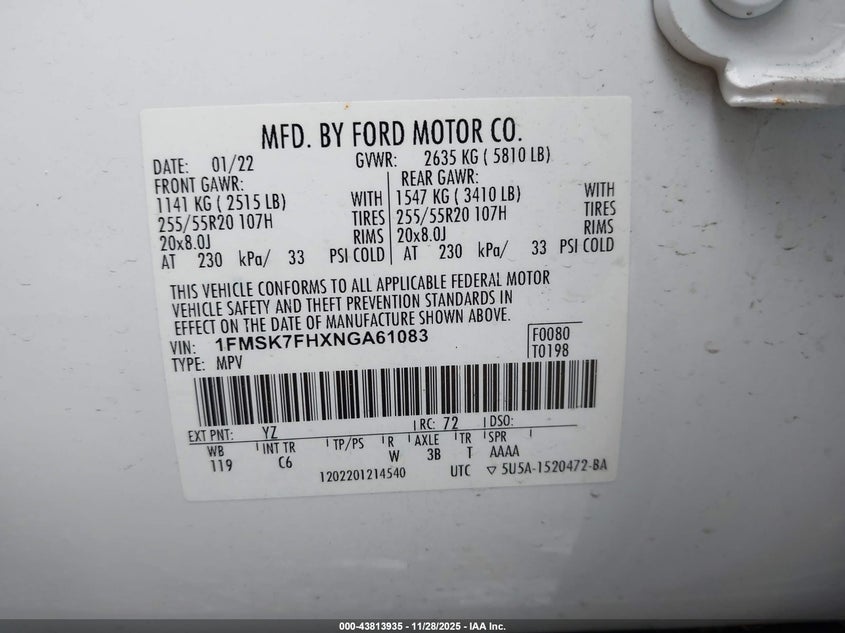 MFD. BY FORD MOTOR CO.
DATE: 01/22 GVWR: 2635 KG ( 5810 LB)
FRONT GAWR: REAR GAWR:
1141 KG ( 2515 LB) WITH 1547 KG ( 3410 LB) WITH
255/55R20 107H TIRES 255/55R20 107H TIRES
20x8.0J RIMS 20x8.0J RIMS
AT 230 kPa/ 33 PSI COLD AT 230 kPa/ 33 PSI COLD
THIS VEHICLE CONFORMS TO ALL APPLICABLE FEDERAL MOTOR
VEHICLE SAFETY AND THEFT PREVENTION STANDARDS IN
EFFECT ON THE DATE OF MANUFACTURE SHOWN ABOVE.
VIN: 1FMSK7FHXNGA61083 F0080
TYPE: MPV T0198
EXT PNT: YZ RC: 72 DSO:
WB INT TR TP/PS R AXLE TR SPR
119 C6 W 3B T AAAA
1202201214540 UTC ▽ 5U5A-1520472-BA
000-43813935 - 11/28/2025 - IAA Inc.